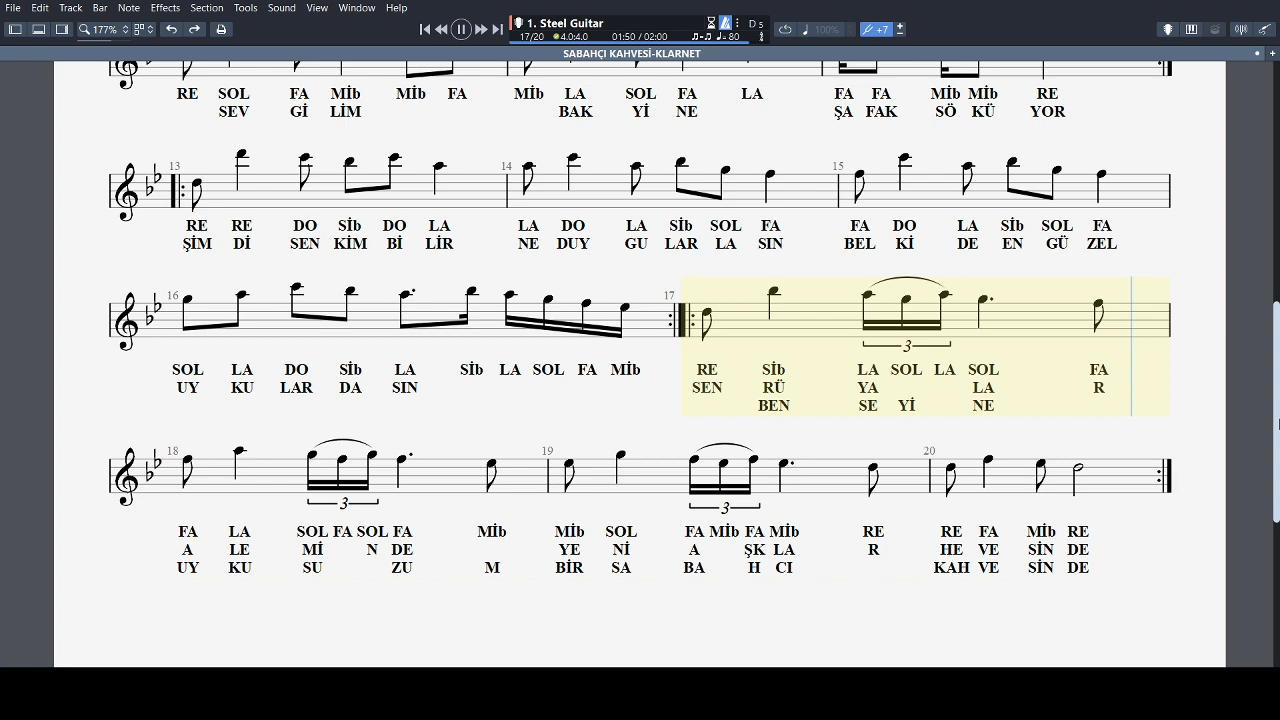 File Edit Track Bar Note Effects Section Tools Sound View Window Help
177% 1. Steel Guitar 17/20 4.0:4.0 01:50 / 02:00 = 80 D 5 100% +7
SABAHÇI KAHVESİ-KLARNET
RE SOL FA Mİb Mİb FA Mİb LA SOL FA LA FA FA Mİb Mİb RE
SEV Gİ LİM BAK Yİ NE ŞA FAK SÖ KÜ YOR
13 14 15
RE RE DO Sİb DO LA LA DO LA Sİb SOL FA FA DO LA Sİb SOL FA
ŞİM Dİ SEN KİM Bİ LİR NE DUY GU LAR LA SIN BEL Kİ DE EN GÜ ZEL
16 17
3
SOL LA DO Sİb LA Sİb LA SOL FA Mİb RE Sİb LA SOL LA SOL FA
UY KU LAR DA SIN SEN RÜ YA LA R
BEN SE Yİ NE
18 19 20
3 3
FA LA SOL FA SOL FA Mİb Mİb SOL FA Mİb FA Mİb RE RE FA Mİb RE
A LE Mİ N DE YE Nİ A ŞK LA R HE VE SİN DE
UY KU SU ZU M BİR SA BA H CI KAH VE SİN DE